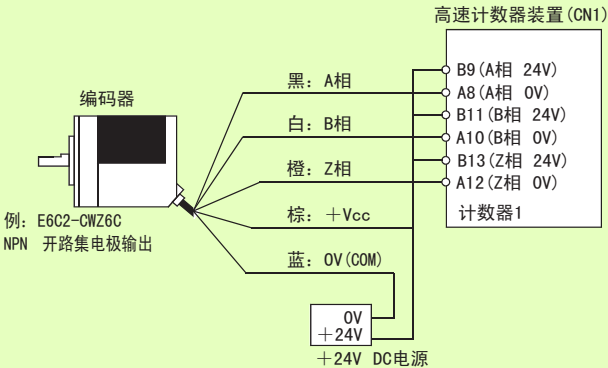 高速计数器装置(CN1)
编码器
黑：A相
白：B相
橙：Z相
棕：＋Vcc
蓝：0V(COM)
B9(A相 24V)
A8(A相 0V)
B11(B相 24V)
A10(B相 0V)
B13(Z相 24V)
A12(Z相 0V)
计数器1
例：E6C2-CWZ6C
NPN 开路集电极输出
0V
＋24V
＋24V DC电源